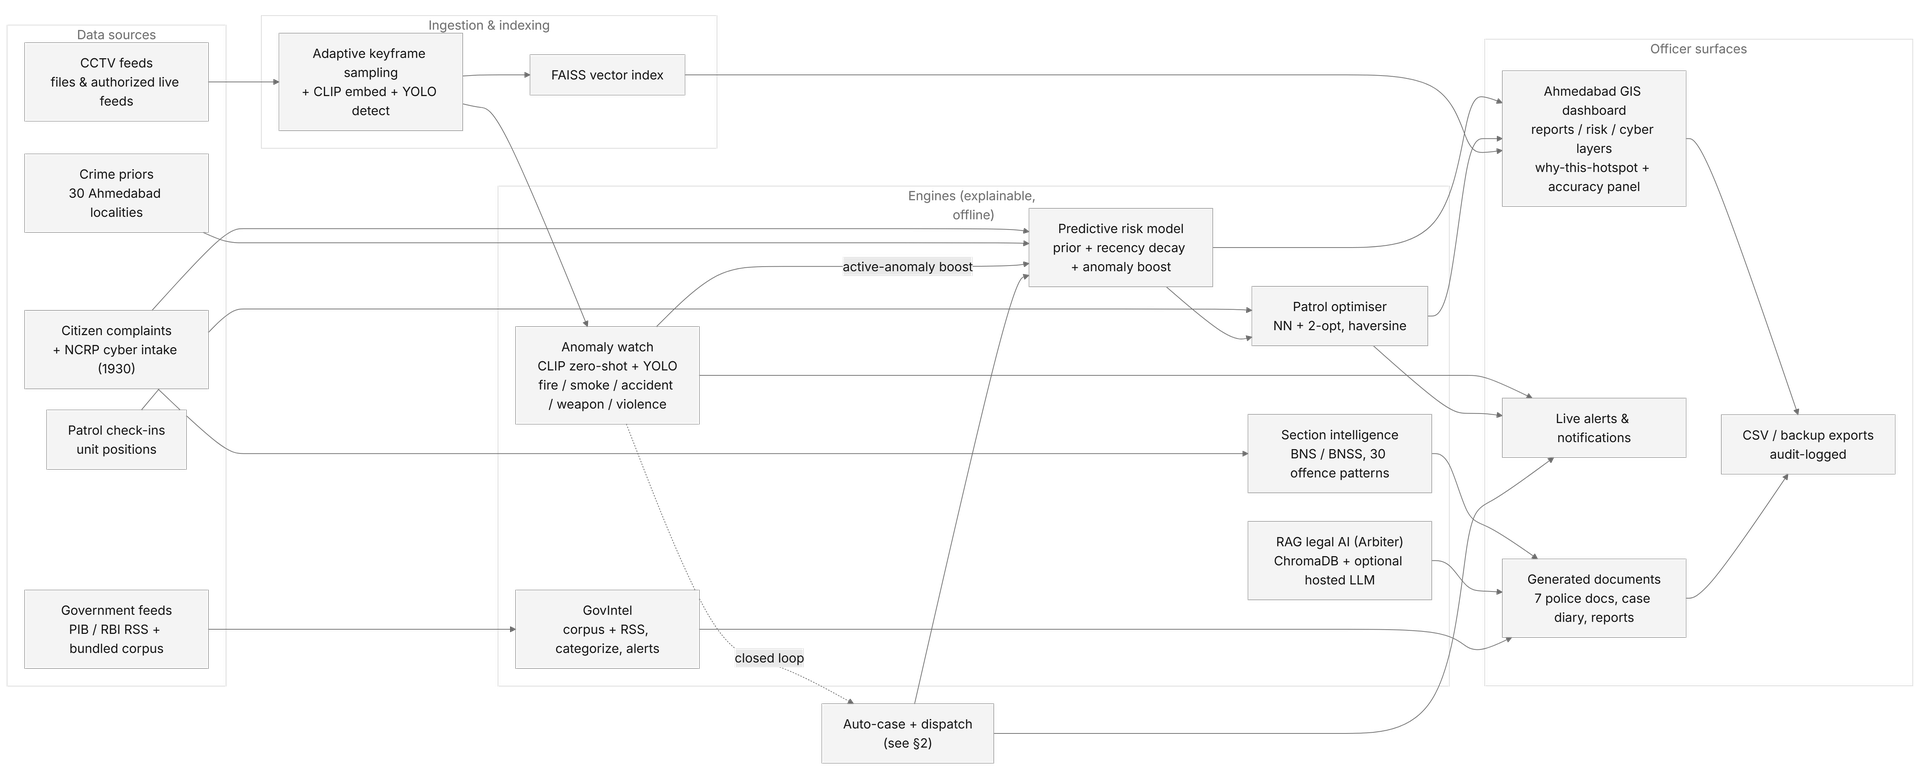 Data sources
CCTV feeds
files & authorized live
feeds
Crime priors
30 Ahmedabad
localities
Citizen complaints
+ NCRP cyber intake
(1930)
Patrol check-ins
unit positions
Government feeds
PIB / RBI RSS +
bundled corpus
Ingestion & indexing
Adaptive keyframe
sampling
+ CLIP embed + YOLO
detect
FAISS vector index
Engines (explainable,
offline)
Predictive risk model
prior + recency decay
+ anomaly boost
active-anomaly boost
Patrol optimiser
NN + 2-opt, haversine
Anomaly watch
CLIP zero-shot + YOLO
fire / smoke / accident
/ weapon / violence
Section intelligence
BNS / BNSS, 30
offence patterns
RAG legal AI (Arbiter)
ChromaDB + optional
hosted LLM
GovIntel
corpus + RSS,
categorize, alerts
closed loop
Auto-case + dispatch
(see §2)
Officer surfaces
Ahmedabad GIS
dashboard
reports / risk / cyber
layers
why-this-hotspot +
accuracy panel
Live alerts &
notifications
CSV / backup exports
audit-logged
Generated documents
7 police docs, case
diary, reports